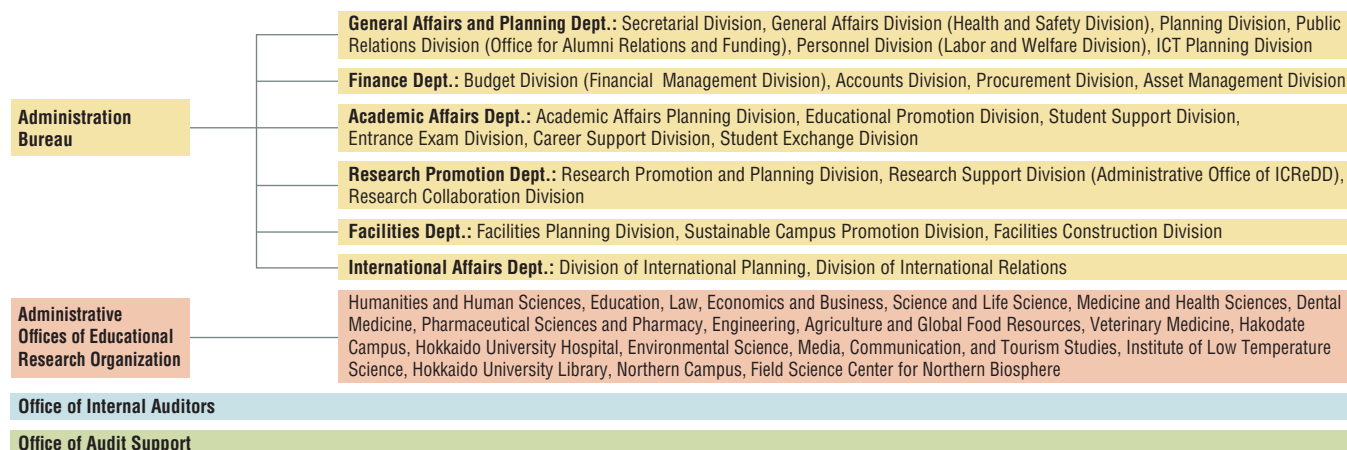 General Affairs and Planning Dept.: Secretarial Division, General Affairs Division (Health and Safety Division), Planning Division, Public
Relations Division (Office for Alumni Relations and Funding), Personnel Division (Labor and Welfare Division), ICT Planning Division
Finance Dept.: Budget Division (Financial Management Division), Accounts Division, Procurement Division, Asset Management Division
Administration
Bureau
Academic Affairs Dept.: Academic Affairs Planning Division, Educational Promotion Division, Student Support Division,
Entrance Exam Division, Career Support Division, Student Exchange Division
Research Promotion Dept.: Research Promotion and Planning Division, Research Support Division (Administrative Office of ICReDD),
Research Collaboration Division
Facilities Dept.: Facilities Planning Division, Sustainable Campus Promotion Division, Facilities Construction Division
International Affairs Dept.: Division of International Planning, Division of International Relations
Administrative
Offices of Educational
Research Organization
Humanities and Human Sciences, Education, Law, Economics and Business, Science and Life Science, Medicine and Health Sciences, Dental
Medicine, Pharmaceutical Sciences and Pharmacy, Engineering, Agriculture and Global Food Resources, Veterinary Medicine, Hakodate
Campus, Hokkaido University Hospital, Environmental Science, Media, Communication, and Tourism Studies, Institute of Low Temperature
Science, Hokkaido University Library, Northern Campus, Field Science Center for Northern Biosphere
Office of Internal Auditors
Office of Audit Support